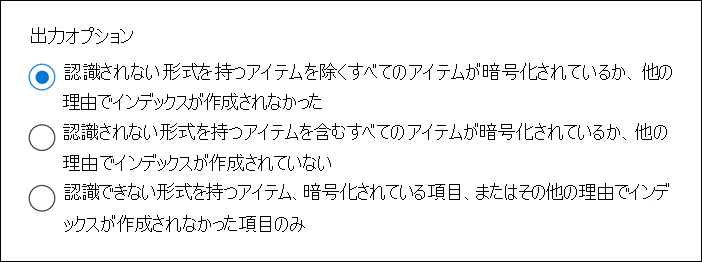 出力オプション
認識されない形式を持つアイテムを除くすべてのアイテムが暗号化されているか、他の
理由でインデックスが作成されなかった
認識されない形式を持つアイテムを含むすべてのアイテムが暗号化されているか、他の
理由でインデックスが作成されていない
認識できない形式を持つアイテム、暗号化されている項目、またはその他の理由でインデ
ックスが作成されなかった項目のみ